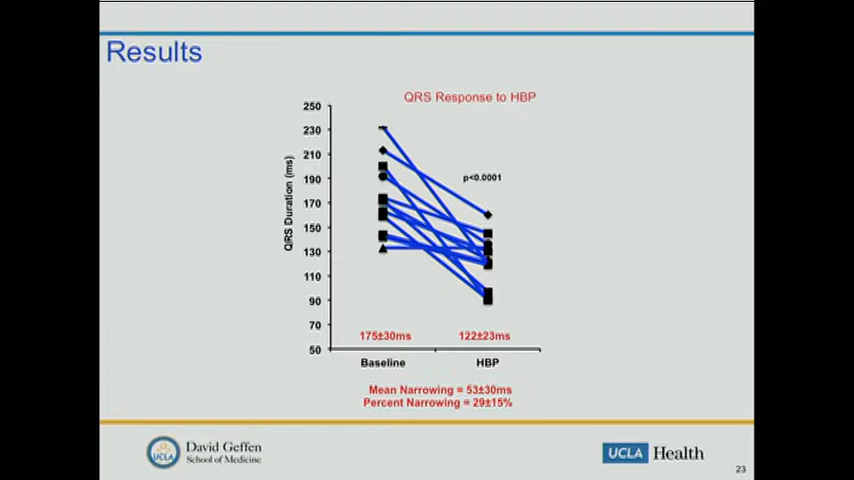 Results
QRS Response to HBP
250
230
210
190
170
150
130
110
90
70
50
QRS Duration (ms)
p<0.0001
175±30ms
122±23ms
Baseline
HBP
Mean Narrowing = 53±30ms
Percent Narrowing = 29±15%
UCLA
David Geffen
School of Medicine
UCLA Health
23